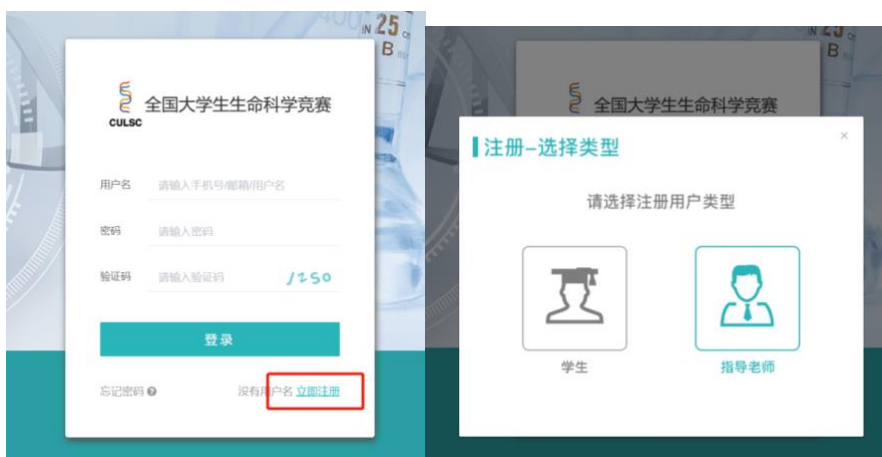 IN 25
B
CULSC
全国大学生生命科学竞赛
用户名 请输入手机号/邮箱/用户名
密码 请输入密码
验证码 请输入验证码 1250
登录
忘记密码 没有用户名 立即注册
全国大学生生命科学竞赛
注册-选择类型
×
请选择注册用户类型
学生
指导老师